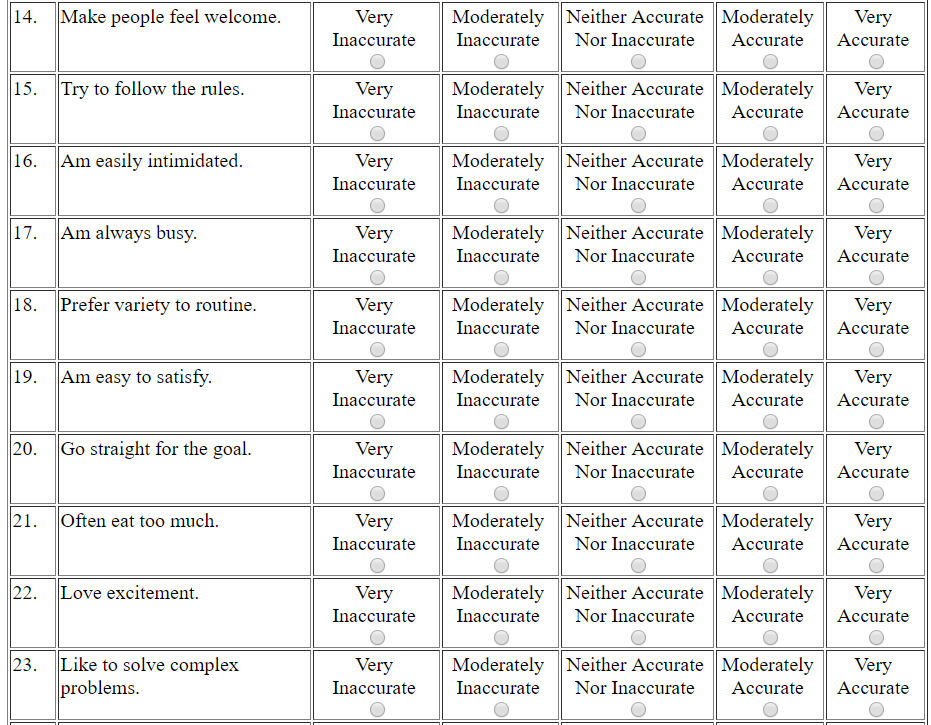 14. Make people feel welcome. Very Inaccurate Moderately Inaccurate Neither Accurate Nor Inaccurate Moderately Accurate Very Accurate
15. Try to follow the rules. Very Inaccurate Moderately Inaccurate Neither Accurate Nor Inaccurate Moderately Accurate Very Accurate
16. Am easily intimidated. Very Inaccurate Moderately Inaccurate Neither Accurate Nor Inaccurate Moderately Accurate Very Accurate
17. Am always busy. Very Inaccurate Moderately Inaccurate Neither Accurate Nor Inaccurate Moderately Accurate Very Accurate
18. Prefer variety to routine. Very Inaccurate Moderately Inaccurate Neither Accurate Nor Inaccurate Moderately Accurate Very Accurate
19. Am easy to satisfy. Very Inaccurate Moderately Inaccurate Neither Accurate Nor Inaccurate Moderately Accurate Very Accurate
20. Go straight for the goal. Very Inaccurate Moderately Inaccurate Neither Accurate Nor Inaccurate Moderately Accurate Very Accurate
21. Often eat too much. Very Inaccurate Moderately Inaccurate Neither Accurate Nor Inaccurate Moderately Accurate Very Accurate
22. Love excitement. Very Inaccurate Moderately Inaccurate Neither Accurate Nor Inaccurate Moderately Accurate Very Accurate
23. Like to solve complex problems. Very Inaccurate Moderately Inaccurate Neither Accurate Nor Inaccurate Moderately Accurate Very Accurate